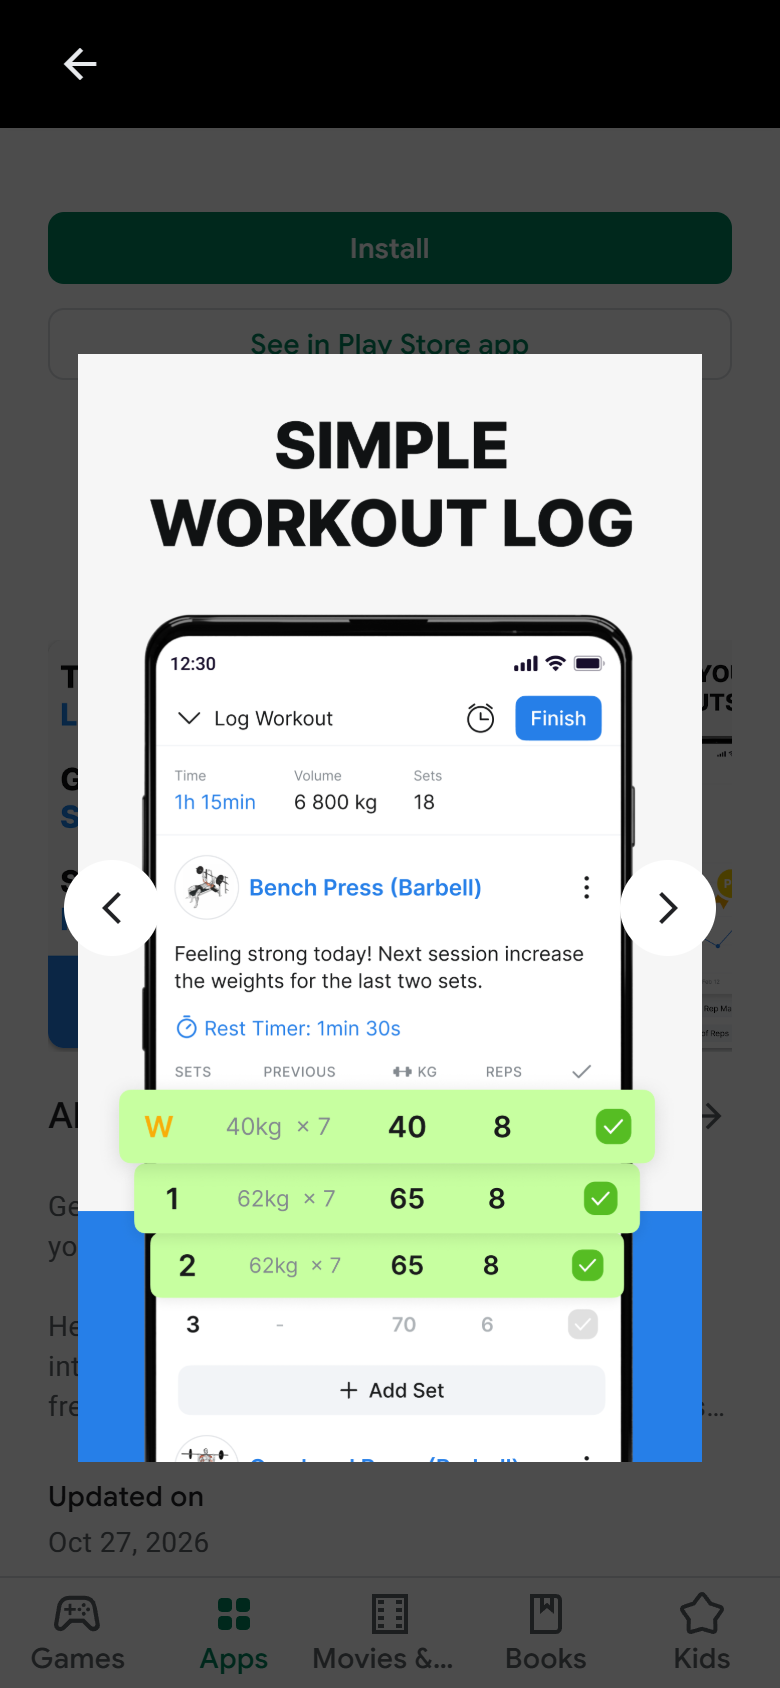 Install
See in Play Store app
SIMPLE
WORKOUT LOG
12:30
Log Workout
Finish
Time Volume Sets
1h 15min 6 800 kg 18
Bench Press (Barbell)
Feeling strong today! Next session increase
the weights for the last two sets.
Rest Timer: 1min 30s
SETS PREVIOUS KG REPS
W 40kg × 7 40 8
1 62kg × 7 65 8
2 62kg × 7 65 8
3 - 70 6
+ Add Set
Updated on
Oct 27, 2026
Games Apps Movies &... Books Kids